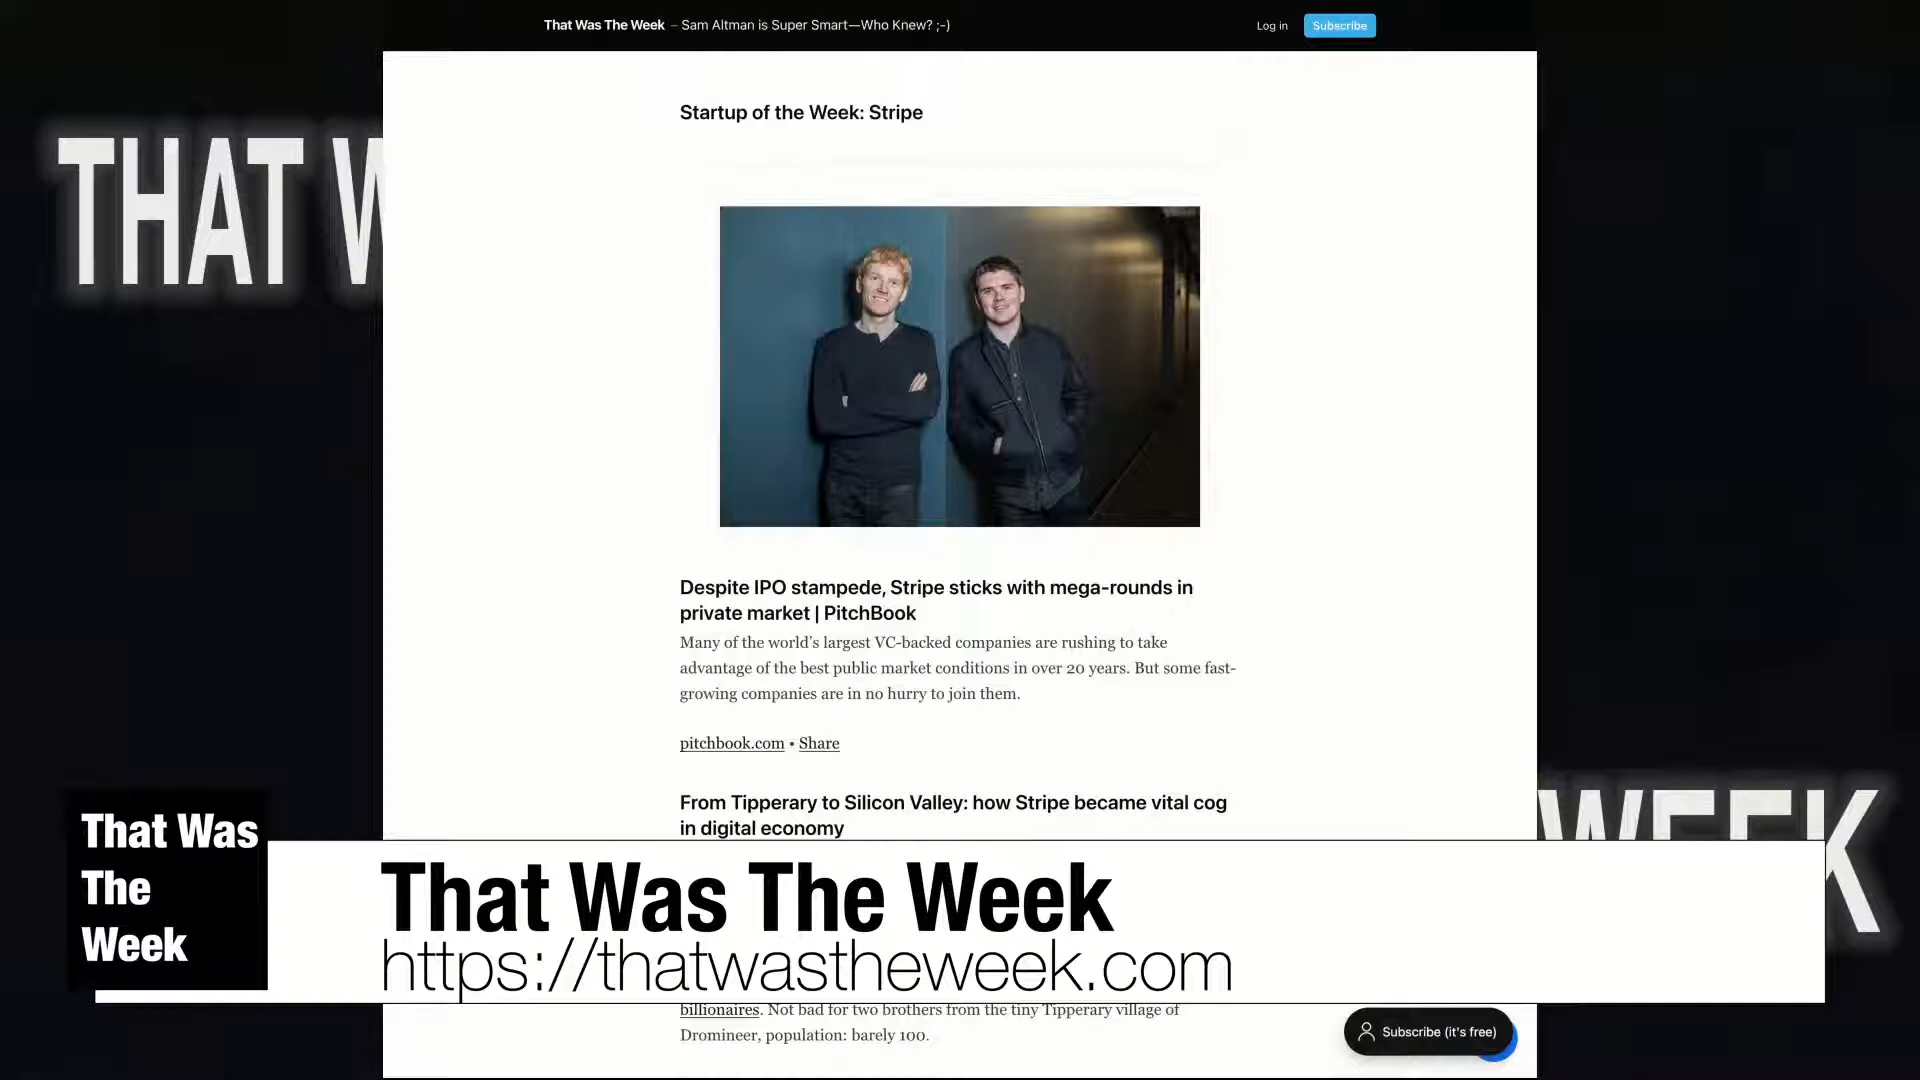 That Was The Week – Sam Altman is Super Smart—Who Knew? ;-)
Log in
Subscribe
THAT W
Startup of the Week: Stripe
Despite IPO stampede, Stripe sticks with mega-rounds in
private market | PitchBook
Many of the world's largest VC-backed companies are rushing to take
advantage of the best public market conditions in over 20 years. But some fast-
growing companies are in no hurry to join them.
pitchbook.com • Share
From Tipperary to Silicon Valley: how Stripe became vital cog
in digital economy
WEEK
That Was
The
Week
That Was The Week
https://thatwastheweek.com
billionaires. Not bad for two brothers from the tiny Tipperary village of
Dromineer, population: barely 100.
Subscribe (it's free)